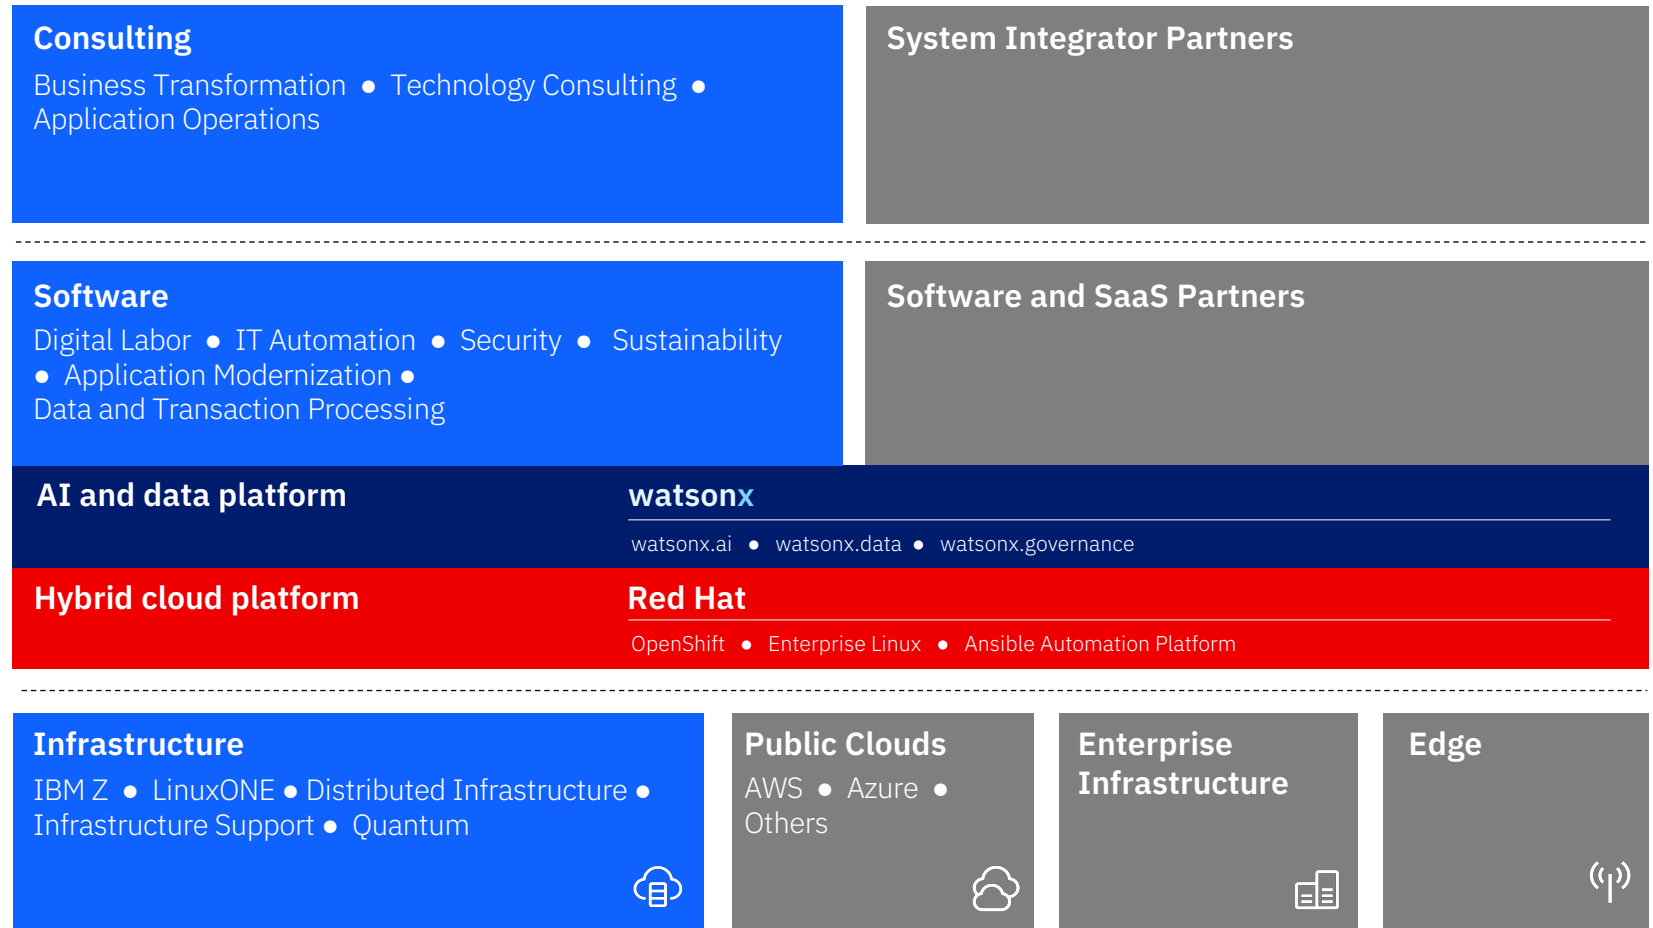 Consulting
Business Transformation ● Technology Consulting ●
Application Operations
System Integrator Partners
Software
Digital Labor ● IT Automation ● Security ● Sustainability
● Application Modernization ●
Data and Transaction Processing
Software and SaaS Partners
AI and data platform
watsonx
watsonx.ai ● watsonx.data ● watsonx.governance
Hybrid cloud platform
Red Hat
OpenShift ● Enterprise Linux ● Ansible Automation Platform
Infrastructure
IBM Z ● LinuxONE ● Distributed Infrastructure ●
Infrastructure Support ● Quantum
Public Clouds
AWS ● Azure ●
Others
Enterprise
Infrastructure
Edge